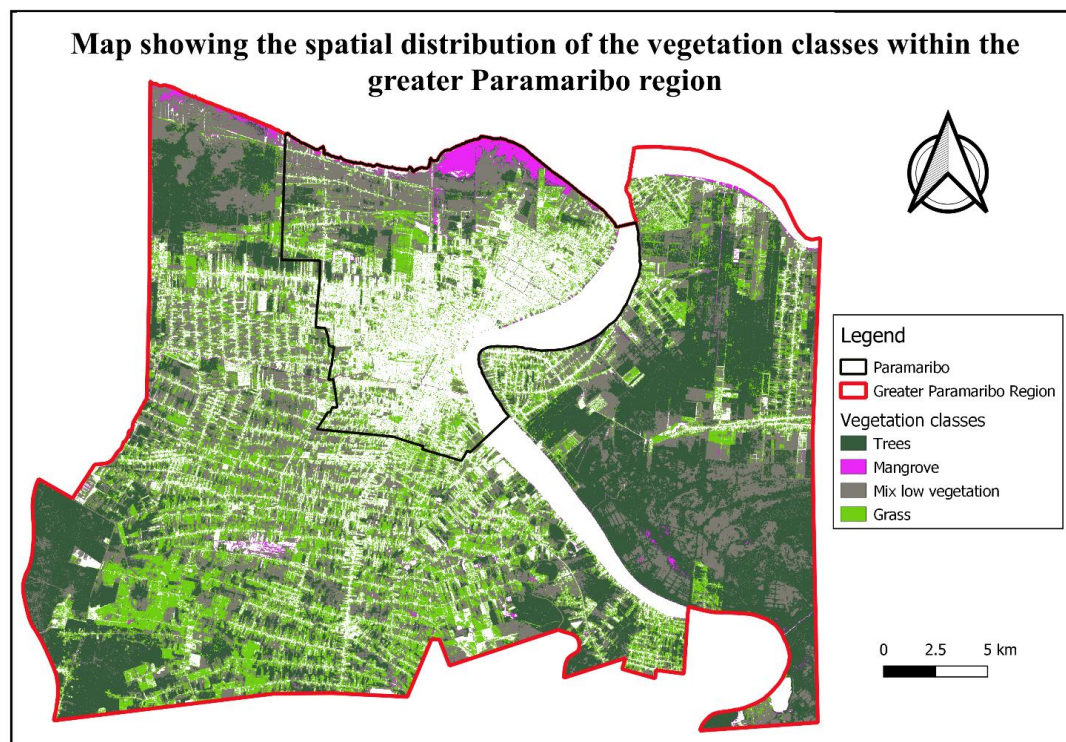 Map showing the spatial distribution of the vegetation classes within the
greater Paramaribo region
Legend
Paramaribo
Greater Paramaribo Region
Vegetation classes
Trees
Mangrove
Mix low vegetation
Grass
0 2.5 5 km